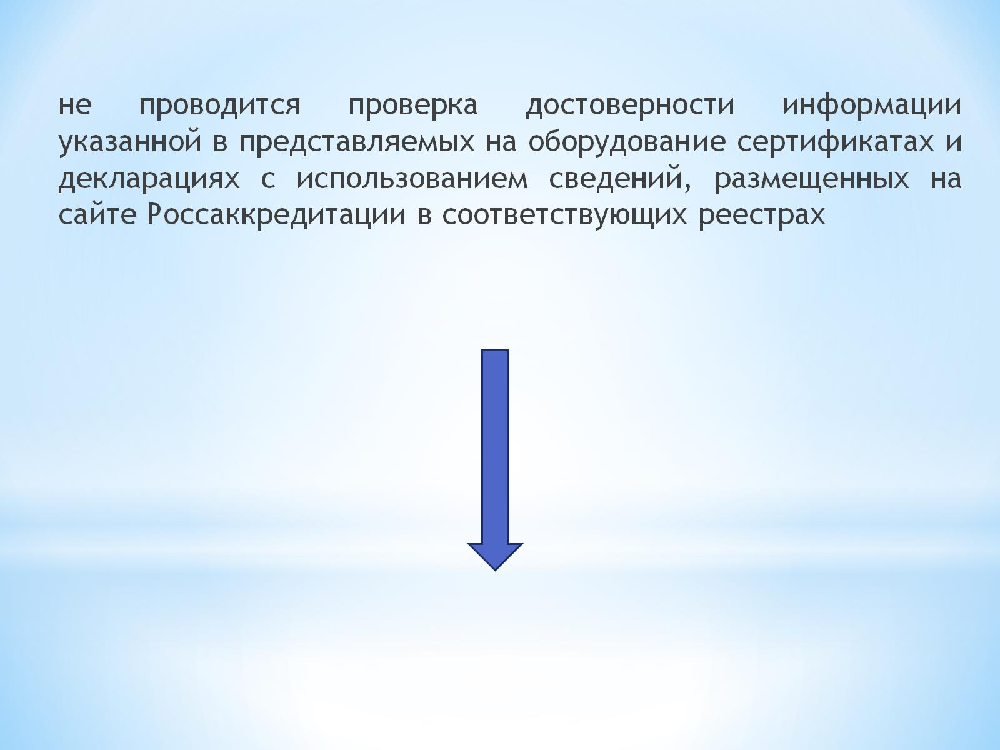 не проводится проверка достоверности информации
указанной в представляемых на оборудование сертификатах и
декларациях с использованием сведений, размещенных на
сайте Россаккредитации в соответствующих реестрах